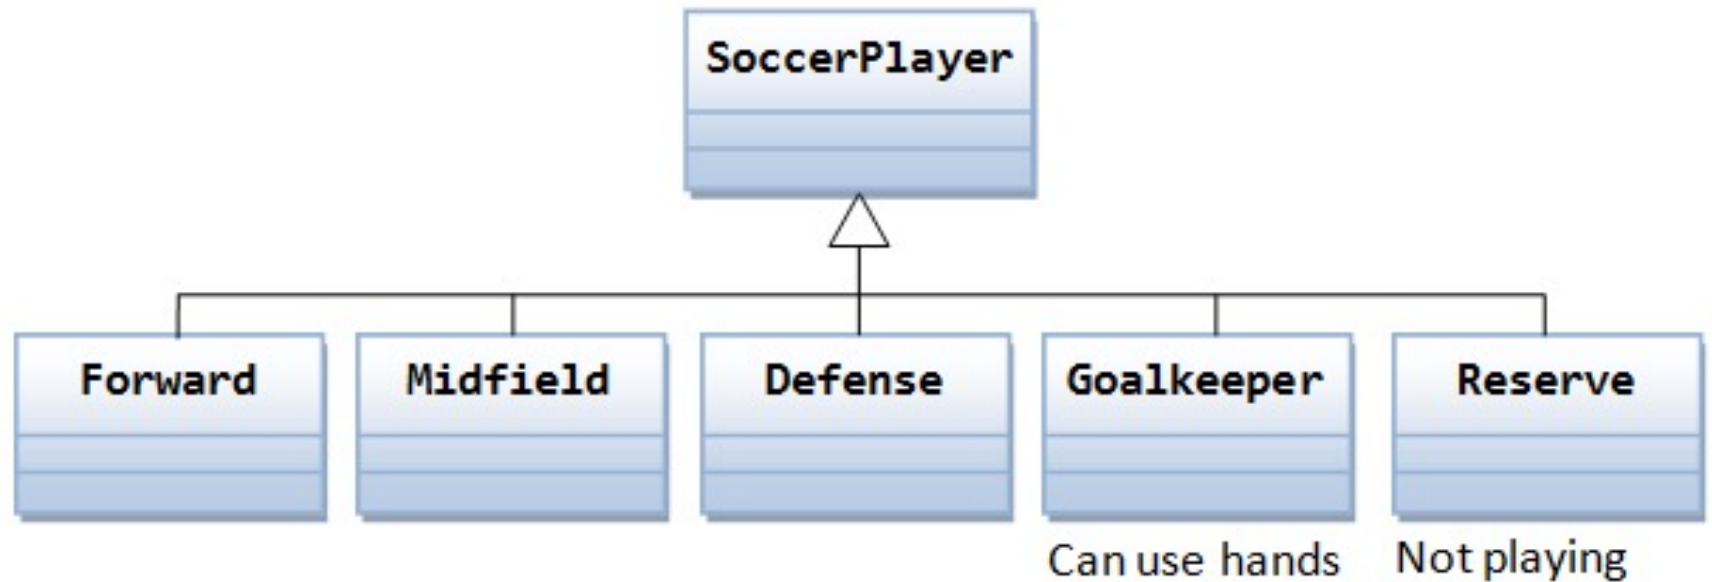 SoccerPlayer
Forward
Midfield
Defense
Goalkeeper
Reserve
Can use hands
Not playing